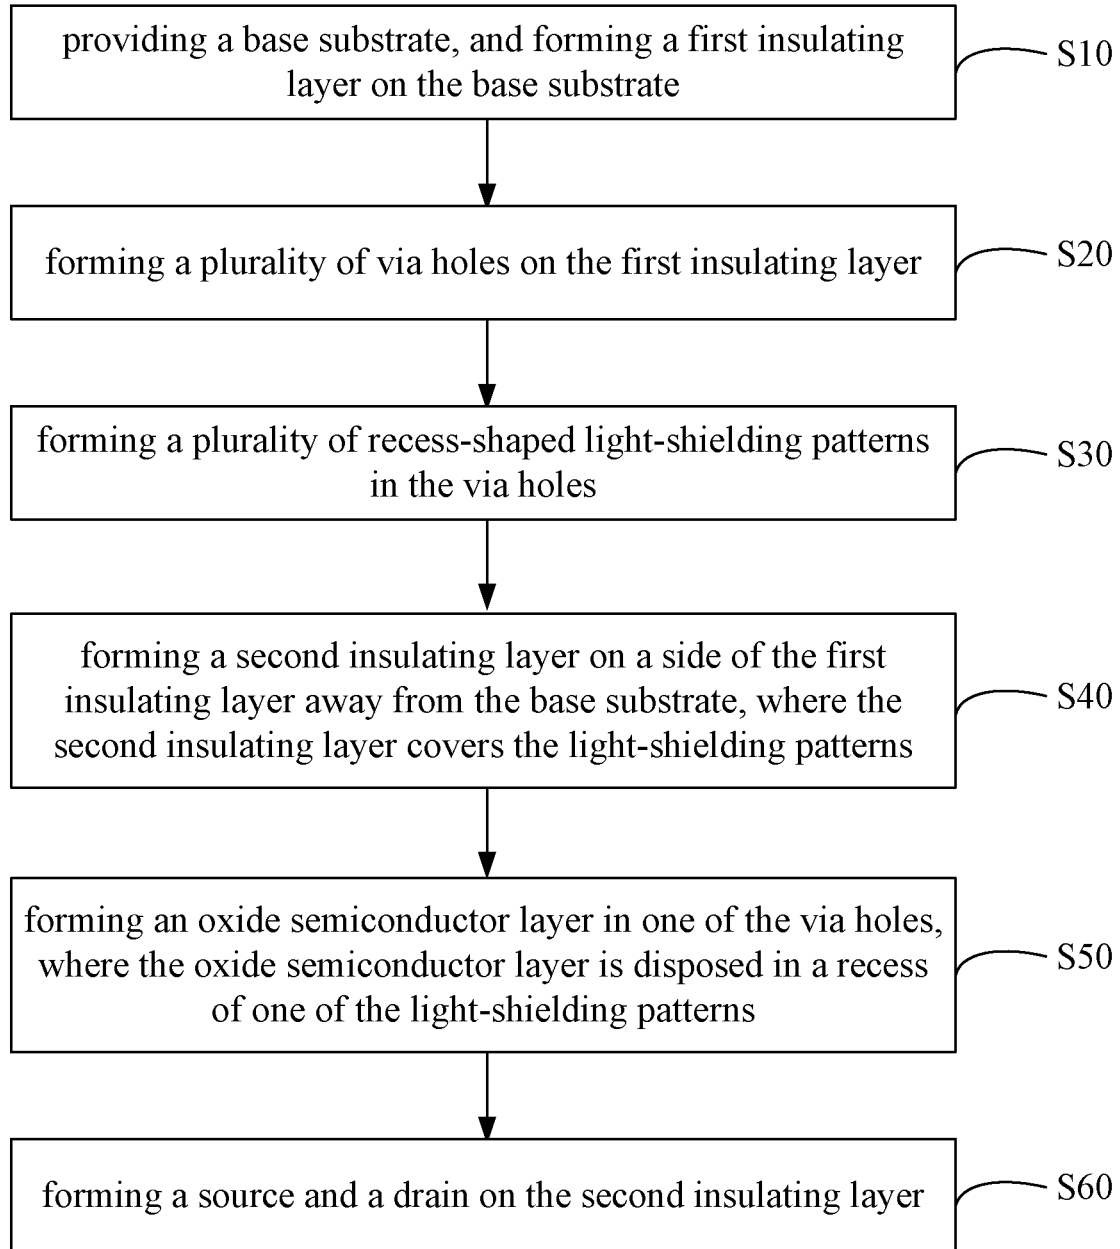 providing a base substrate, and forming a first insulating
layer on the base substrate
S10
forming a plurality of via holes on the first insulating layer
S20
forming a plurality of recess-shaped light-shielding patterns
in the via holes
S30
forming a second insulating layer on a side of the first
insulating layer away from the base substrate, where the
second insulating layer covers the light-shielding patterns
S40
forming an oxide semiconductor layer in one of the via holes,
where the oxide semiconductor layer is disposed in a recess
of one of the light-shielding patterns
S50
forming a source and a drain on the second insulating layer
S60